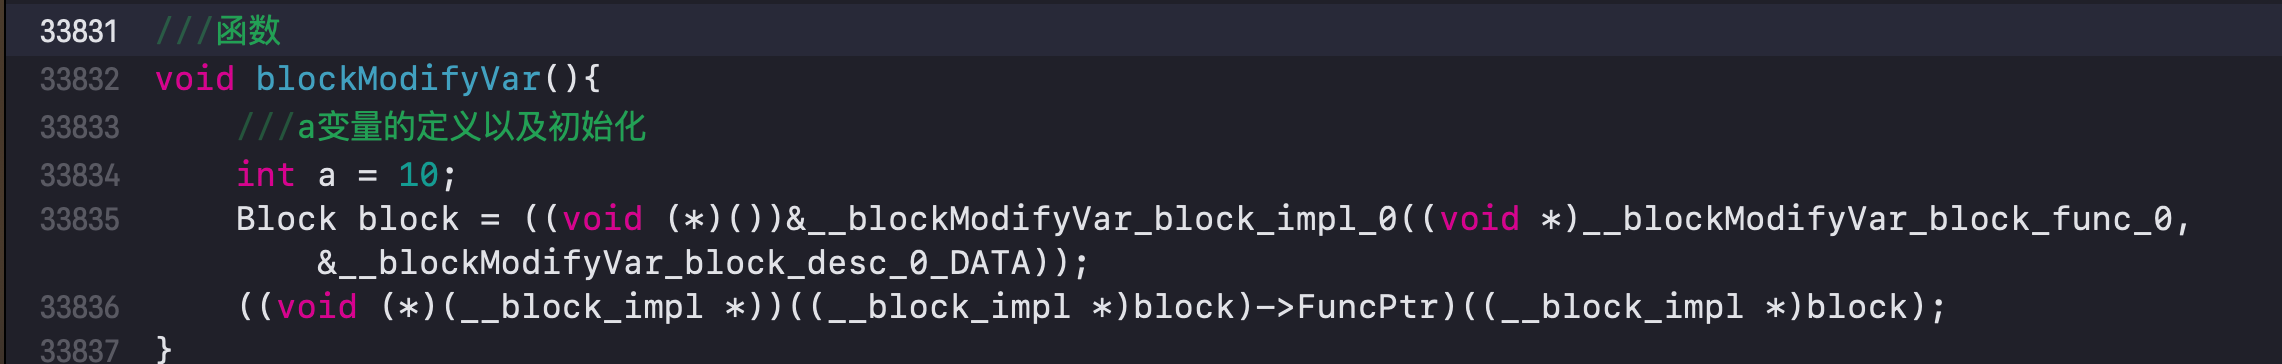 33831 ///函数
33832 void blockModifyVar(){
33833 ///a变量的定义以及初始化
33834 int a = 10;
33835 Block block = ((void (*)())&__blockModifyVar_block_impl_0((void *)__blockModifyVar_block_func_0,
&__blockModifyVar_block_desc_0_DATA));
33836 ((void (*)(__block_impl *))((__block_impl *)block)->FuncPtr)((__block_impl *)block);
33837 }